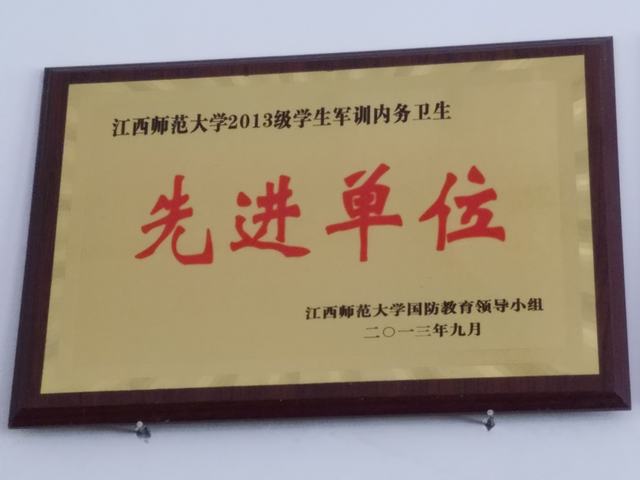 江西师范大学2013级学生军训内务卫生
先进单位
江西师范大学国防教育领导小组
二〇一三年九月